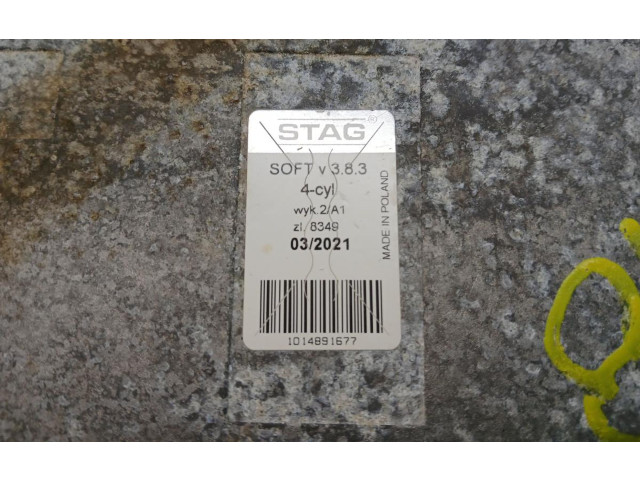 STAG
SOFT v 3.8.3
4-cyl
wyk.2/A1
zl. 8349
03/2021
MADE IN POLAND
1014891677